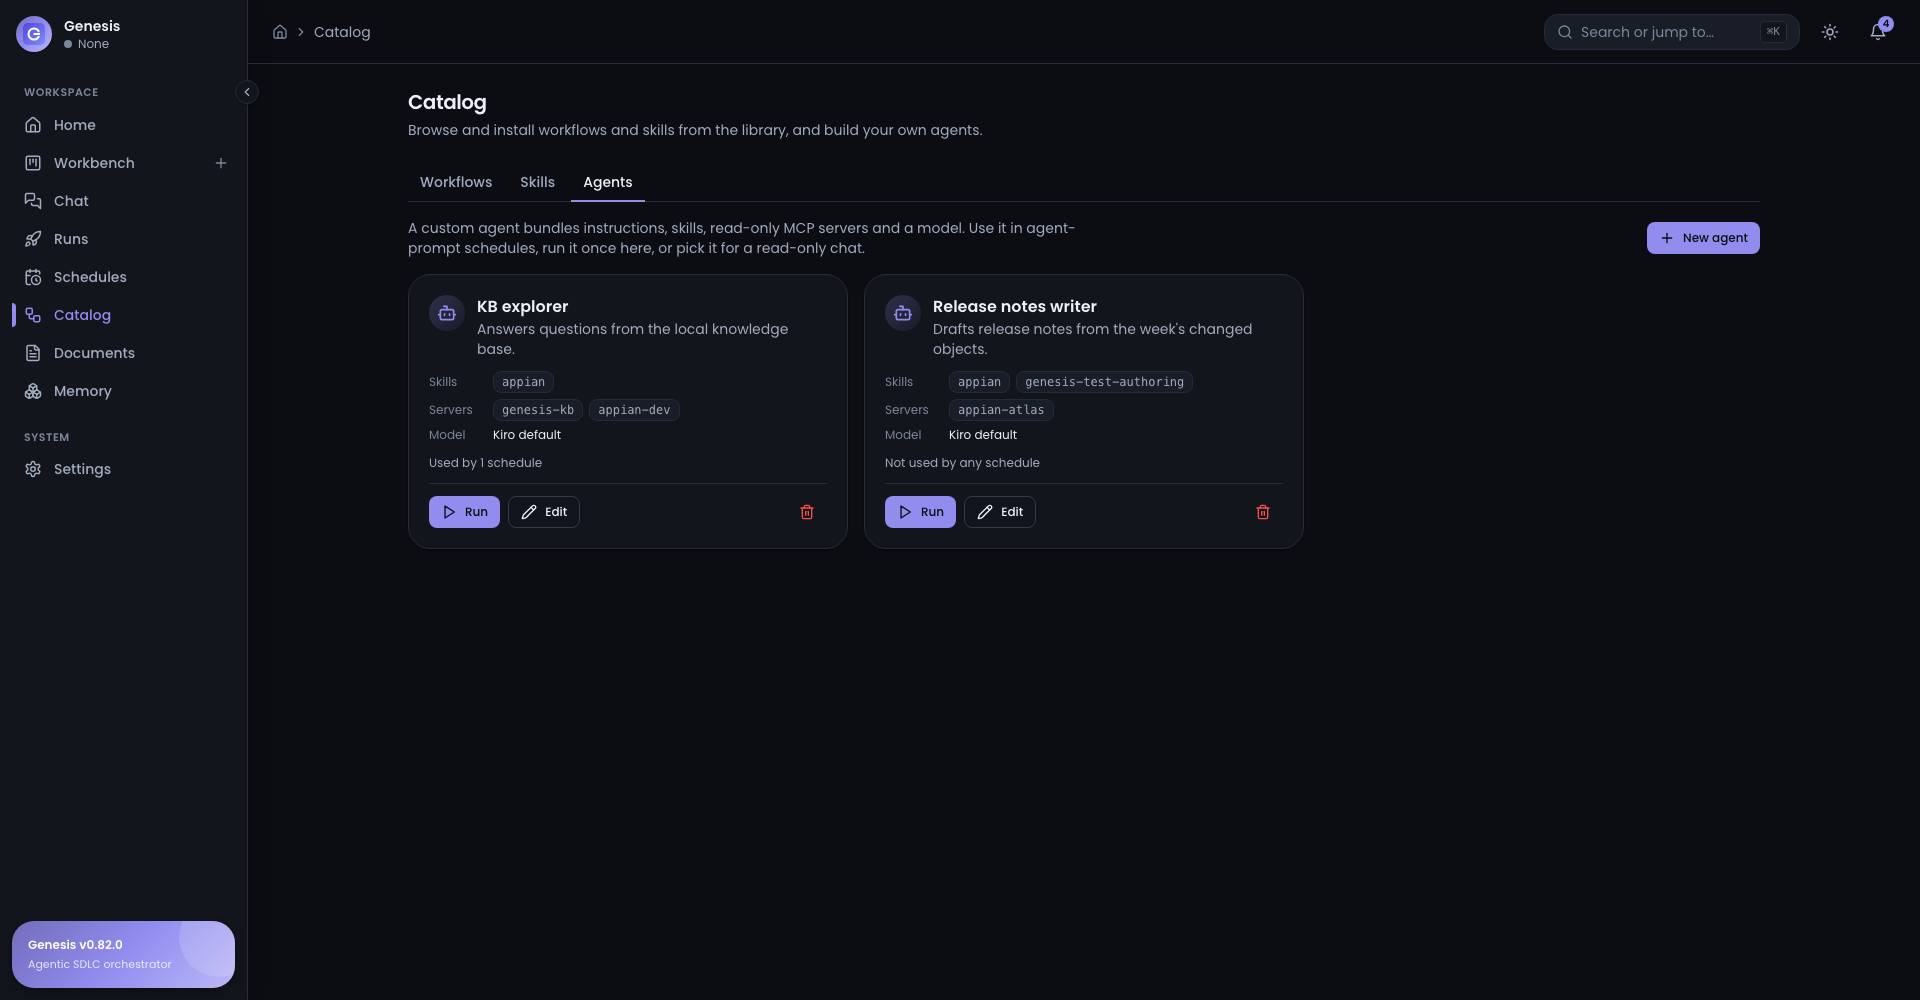 Genesis
None
WORKSPACE
Home
Workbench
Chat
Runs
Schedules
Catalog
Documents
Memory
SYSTEM
Settings
Genesis v0.82.0
Agentic SDLC orchestrator
Catalog
Search or jump to...
⌘K
4
Catalog
Browse and install workflows and skills from the library, and build your own agents.
Workflows
Skills
Agents
A custom agent bundles instructions, skills, read-only MCP servers and a model. Use it in agent-
prompt schedules, run it once here, or pick it for a read-only chat.
New agent
KB explorer
Answers questions from the local knowledge
base.
Skills appian
Servers genesis-kb appian-dev
Model Kiro default
Used by 1 schedule
Run Edit
Release notes writer
Drafts release notes from the week's changed
objects.
Skills appian genesis-test-authoring
Servers appian-atlas
Model Kiro default
Not used by any schedule
Run Edit